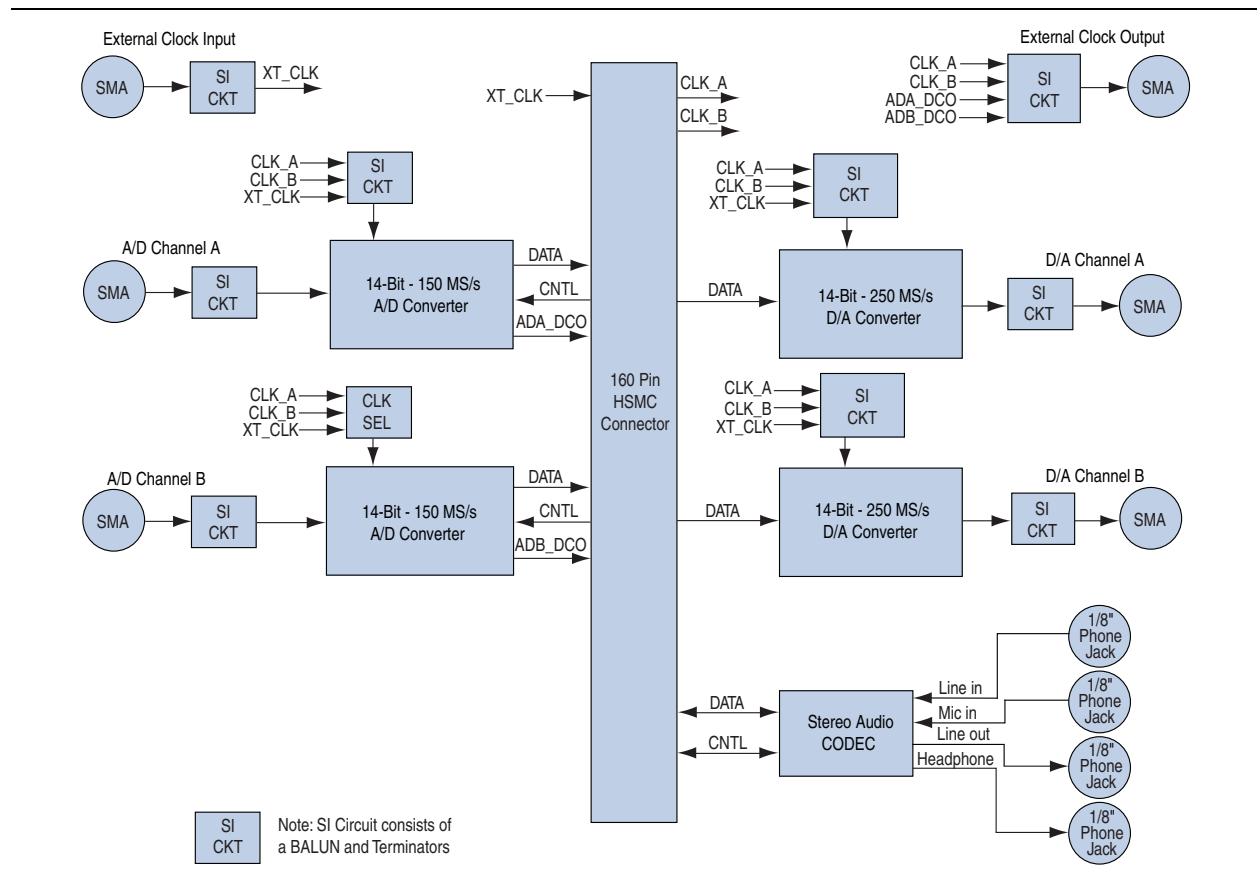 External Clock Input
SMA
SI
CKT
XT_CLK
XT_CLK
CLK_A
CLK_B
External Clock Output
CLK_A
CLK_B
ADA_DCO
ADB_DCO
SI
CKT
SMA
CLK_A
CLK_B
XT_CLK
SI
CKT
A/D Channel A
SMA
SI
CKT
14-Bit - 150 MS/s
A/D Converter
DATA
CNTL
ADA_DCO
CLK_A
CLK_B
XT_CLK
SI
CKT
DATA
14-Bit - 250 MS/s
D/A Converter
D/A Channel A
SI
CKT
SMA
160 Pin
HSMC
Connector
CLK_A
CLK_B
XT_CLK
CLK
SEL
A/D Channel B
SMA
SI
CKT
14-Bit - 150 MS/s
A/D Converter
DATA
CNTL
ADB_DCO
CLK_A
CLK_B
XT_CLK
SI
CKT
DATA
14-Bit - 250 MS/s
D/A Converter
D/A Channel B
SI
CKT
SMA
DATA
CNTL
Stereo Audio
CODEC
Line in
Mic in
Line out
Headphone
1/8"
Phone
Jack
1/8"
Phone
Jack
1/8"
Phone
Jack
1/8"
Phone
Jack
SI
CKT
Note: SI Circuit consists of
a BALUN and Terminators